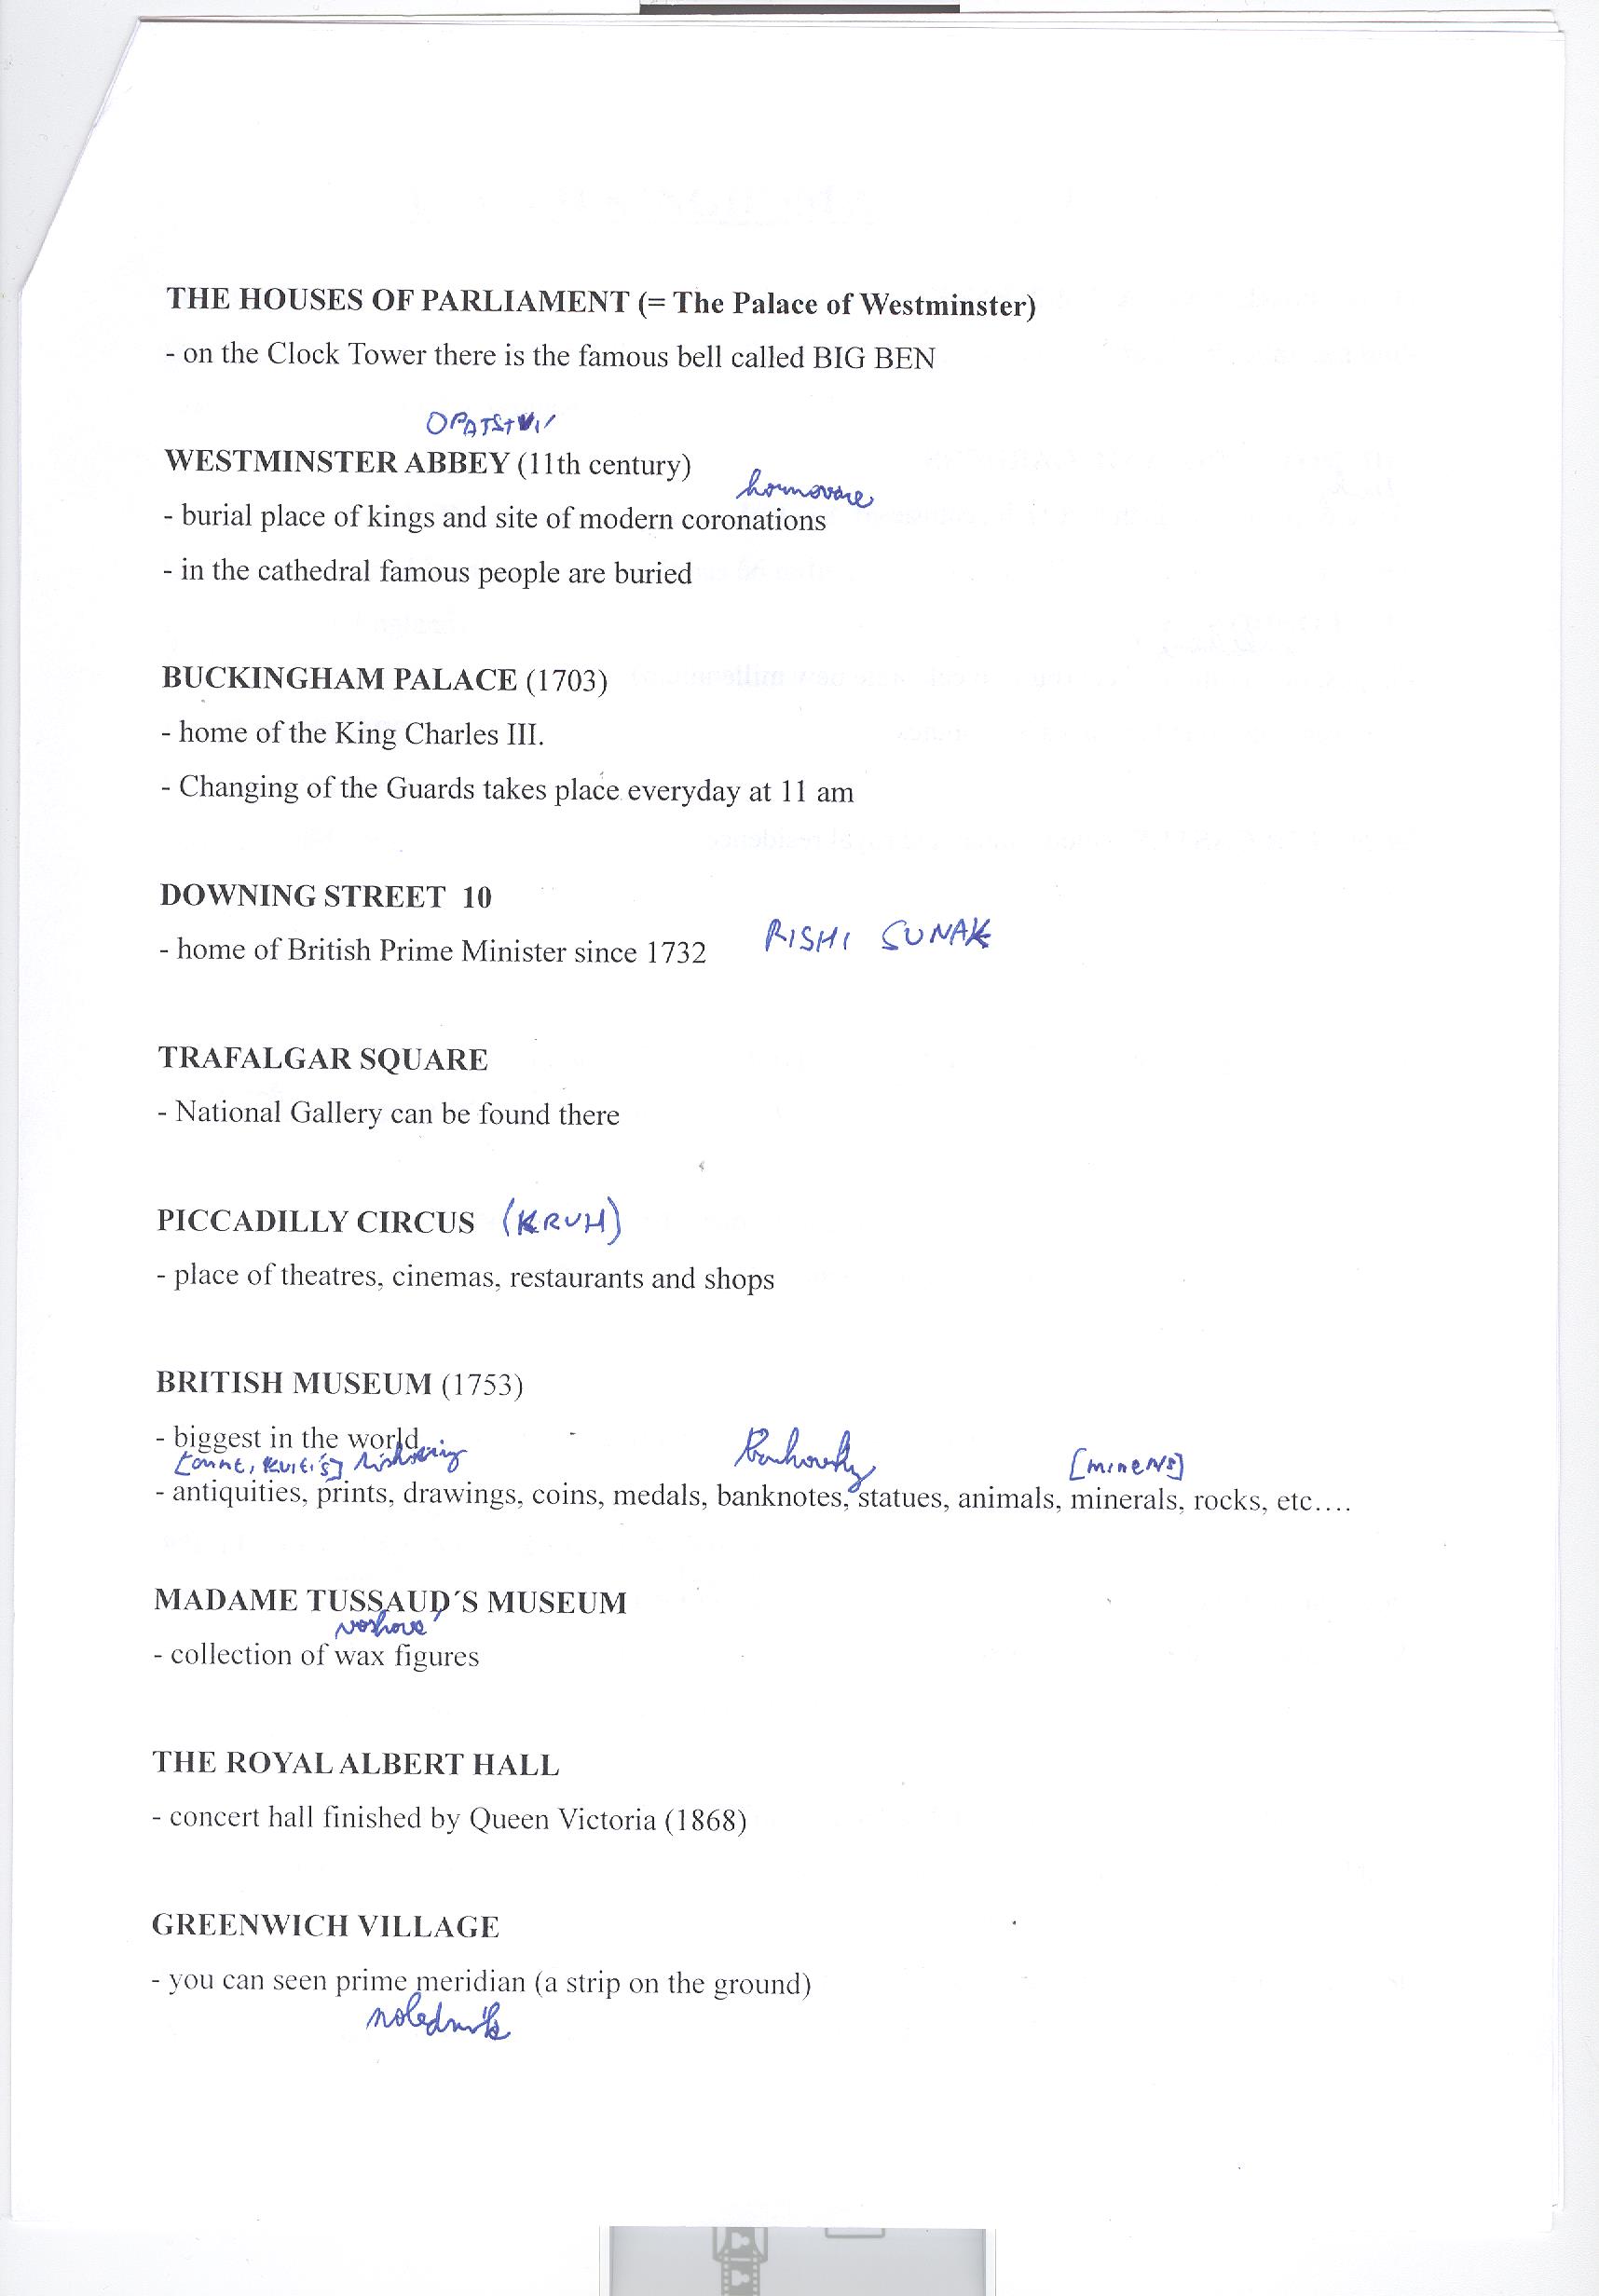 THE HOUSES OF PARLIAMENT (= The Palace of Westminster)
- on the Clock Tower there is the famous bell called BIG BEN
OPATSTVÍ
WESTMINSTER ABBEY (11th century)
korunovace
- burial place of kings and site of modern coronations
- in the cathedral famous people are buried
BUCKINGHAM PALACE (1703)
- home of the King Charles III.
- Changing of the Guards takes place everyday at 11 am
DOWNING STREET 10
- home of British Prime Minister since 1732 RISHI SUNAK
TRAFALGAR SQUARE
- National Gallery can be found there
PICCADILLY CIRCUS (KRUH)
- place of theatres, cinemas, restaurants and shops
BRITISH MUSEUM (1753)
- biggest in the world
bankovky
- antiquities, prints, drawings, coins, medals, banknotes, statues, animals, minerals, rocks, etc….
MADAME TUSSAUD´S MUSEUM
voskové
- collection of wax figures
THE ROYAL ALBERT HALL
- concert hall finished by Queen Victoria (1868)
GREENWICH VILLAGE
- you can seen prime meridian (a strip on the ground)
poledník